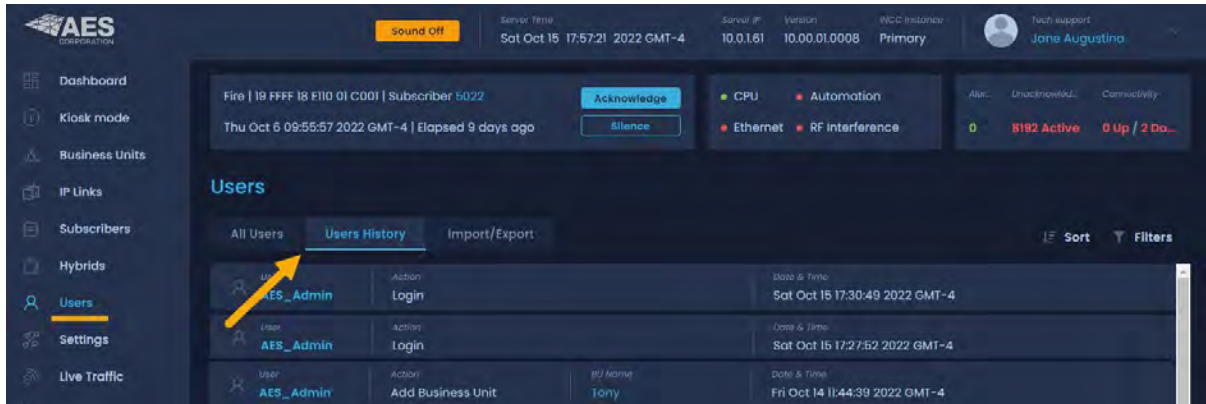 AES
CORPORATION
Sound Off
Server Time
Sat Oct 15 17:57:21 2022 GMT-4
Server IP
10.0.1.61
Version
10.00.01.0008
NCC Instance
Primary
Tech support
Jane Augustina
Dashboard
Kiosk mode
Business Units
IP Links
Subscribers
Hybrids
Users
Settings
Live Traffic
Fire | 19 FFFF 18 E110 01 C001 | Subscriber 5022
Thu Oct 6 09:55:57 2022 GMT-4 | Elapsed 9 days ago
Acknowledge
Silence
CPU
Automation
Ethernet
RF Interference
Unacknowled...
Connectivity
0
8192 Active
0 Up / 2 Do...
Users
All Users
Users History
Import/Export
Sort
Filters
User
AES_Admin
Action
Login
Date & Time
Sat Oct 15 17:30:49 2022 GMT-4
User
AES_Admin
Action
Login
Date & Time
Sat Oct 15 17:27:52 2022 GMT-4
User
AES_Admin
Action
Add Business Unit
BU Name
Tony
Date & Time
Fri Oct 14 11:44:39 2022 GMT-4